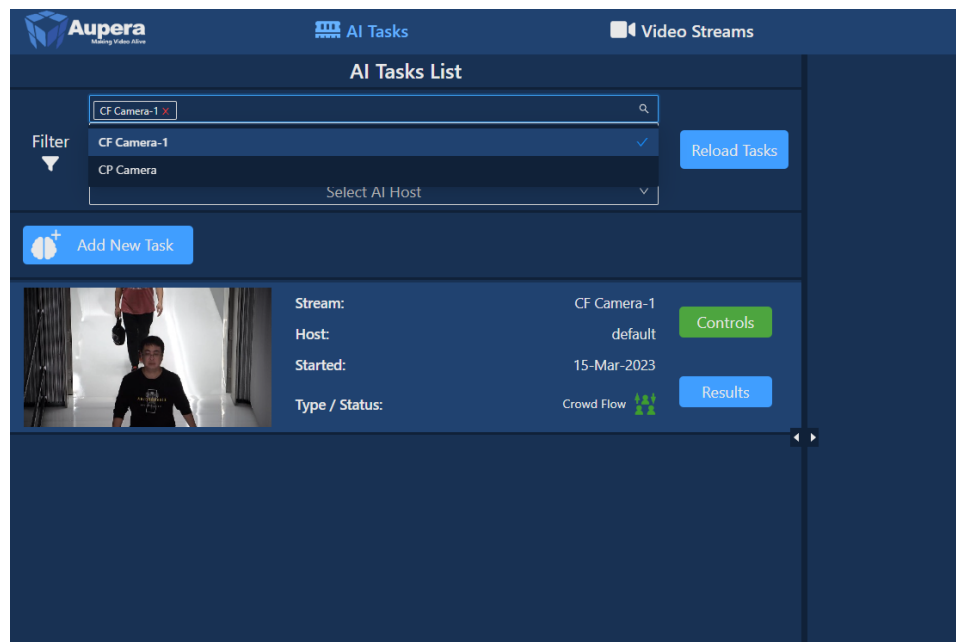 Aupera
Making Video Alive
AI Tasks
Video Streams
AI Tasks List
Filter
CF Camera-1 ×
CF Camera-1
CP Camera
Select AI Host
Reload Tasks
Add New Task
Stream: CF Camera-1
Host: default
Started: 15-Mar-2023
Type / Status: Crowd Flow
Controls
Results